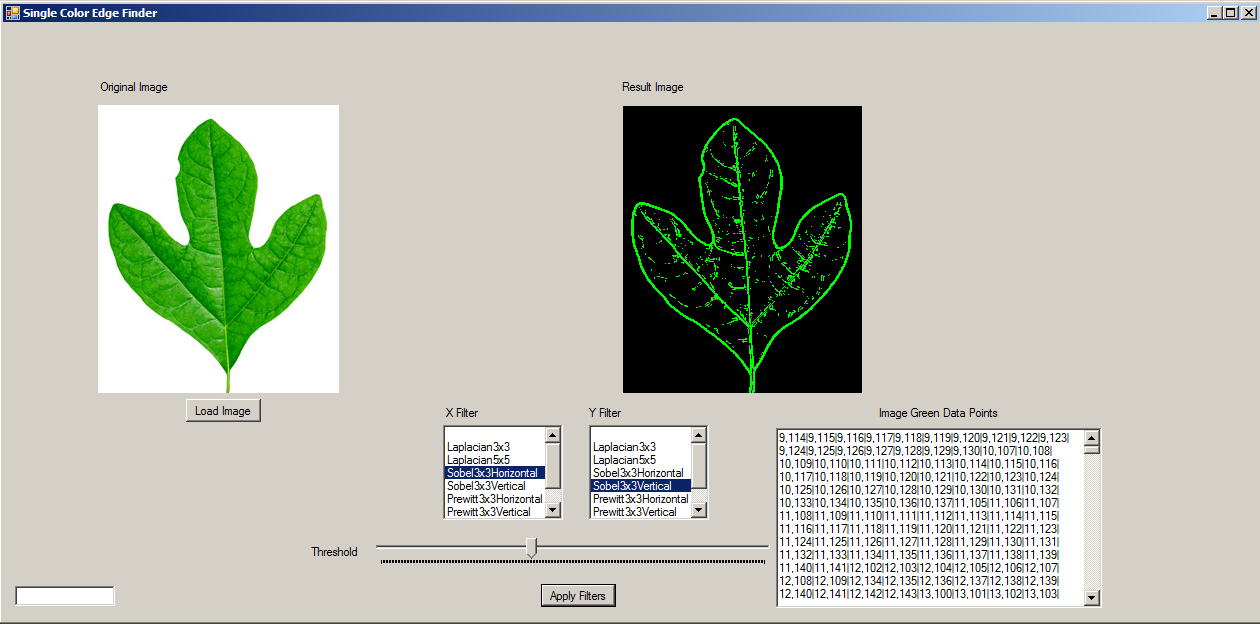 Single Color Edge Finder
Original Image
Result Image
Load Image
X Filter
Laplacian3x3
Laplacian5x5
Sobel3x3Horizontal
Sobel3x3Vertical
Prewitt3x3Horizontal
Prewitt3x3Vertical
Y Filter
Laplacian3x3
Laplacian5x5
Sobel3x3Horizontal
Sobel3x3Vertical
Prewitt3x3Horizontal
Prewitt3x3Vertical
Image Green Data Points
9,114|9,115|9,116|9,117|9,118|9,119|9,120|9,121|9,122|9,123|
9,124|9,125|9,126|9,127|9,128|9,129|9,130|10,107|10,108|
10,109|10,110|10,111|10,112|10,113|10,114|10,115|10,116|
10,117|10,118|10,119|10,120|10,121|10,122|10,123|10,124|
10,125|10,126|10,127|10,128|10,129|10,130|10,131|10,132|
10,133|10,134|10,135|10,136|10,137|11,105|11,106|11,107|
11,108|11,109|11,110|11,111|11,112|11,113|11,114|11,115|
11,116|11,117|11,118|11,119|11,120|11,121|11,122|11,123|
11,124|11,125|11,126|11,127|11,128|11,129|11,130|11,131|
11,132|11,133|11,134|11,135|11,136|11,137|11,138|11,139|
11,140|11,141|12,102|12,103|12,104|12,105|12,106|12,107|
12,108|12,109|12,134|12,135|12,136|12,137|12,138|12,139|
12,140|12,141|12,142|12,143|13,100|13,101|13,102|13,103|
Threshold
Apply Filters